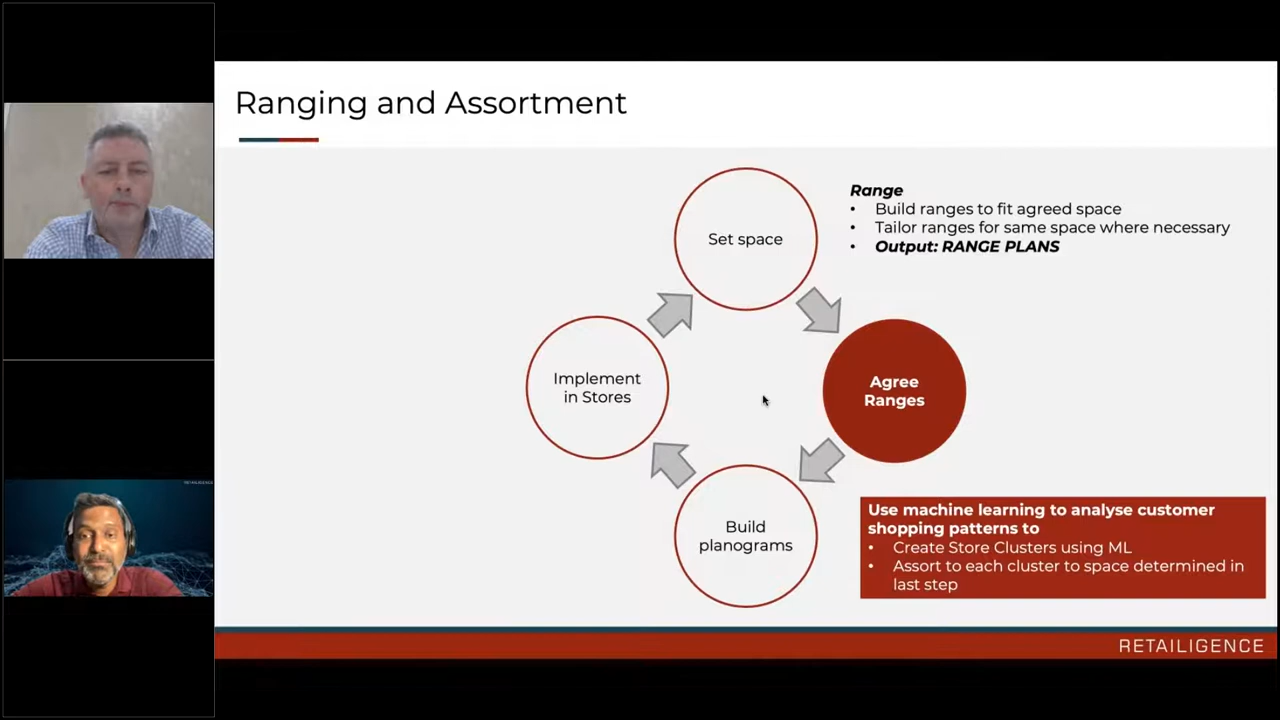 Ranging and Assortment
Set space
Range
• Build ranges to fit agreed space
• Tailor ranges for same space where necessary
• Output: RANGE PLANS
Implement
in Stores
Agree
Ranges
Build
planograms
Use machine learning to analyse customer
shopping patterns to
• Create Store Clusters using ML
• Assort to each cluster to space determined in
last step
RETAILIGENCE
RETAILIGENCE